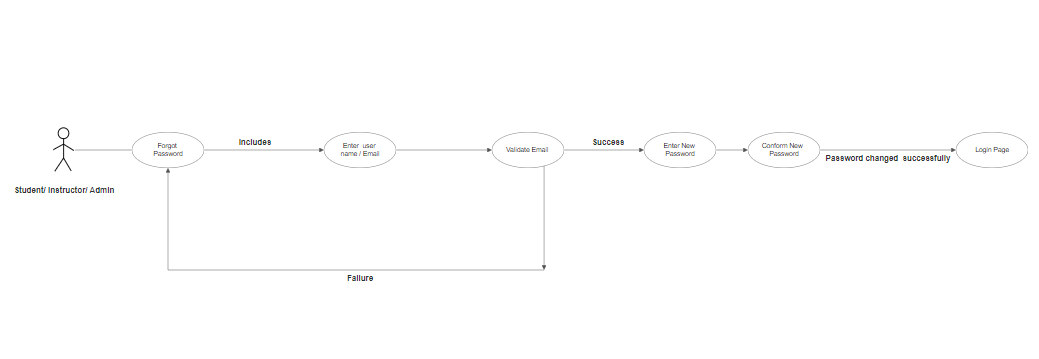 Student/ Instructor/ Admin
Forgot
Password
Includes
Enter user
name / Email
Validate Email
Success
Enter New
Password
Conform New
Password
Password changed successfully
Login Page
Failure